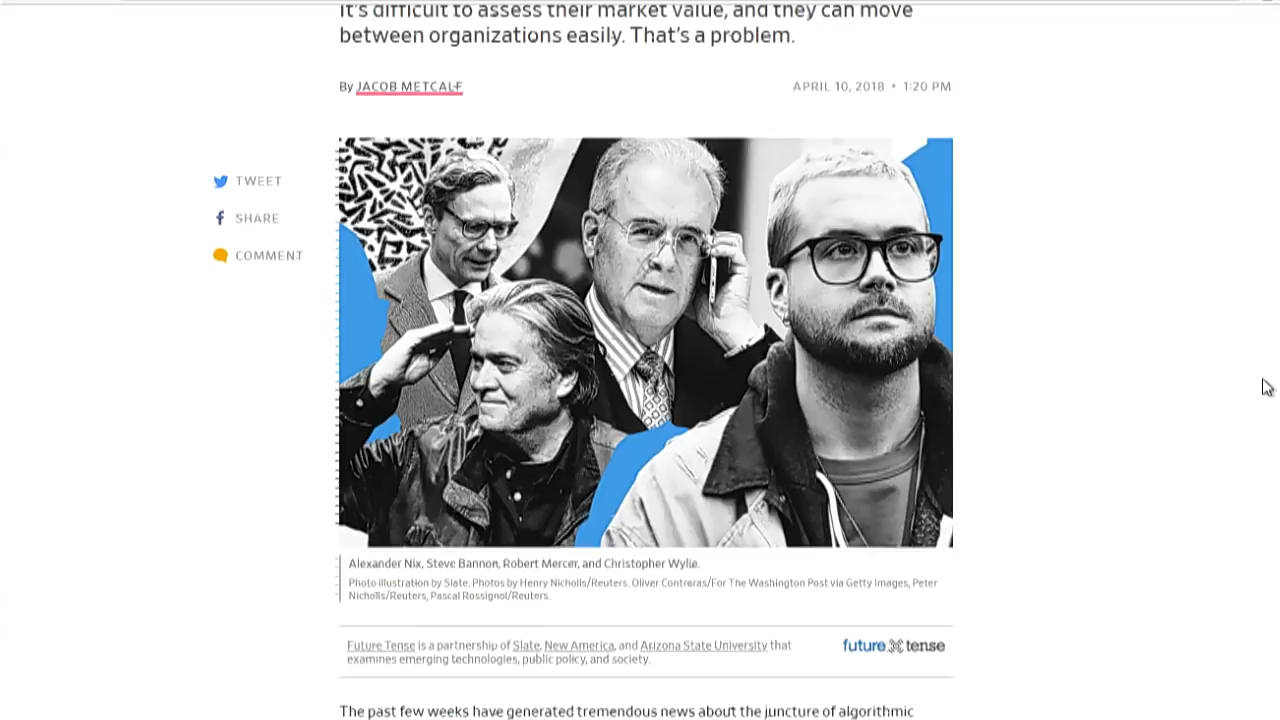 It's difficult to assess their market value, and they can move
between organizations easily. That's a problem.
By JACOB METCALF
APRIL 10, 2018 • 1:20 PM
TWEET
SHARE
COMMENT
Alexander Nix, Steve Bannon, Robert Mercer, and Christopher Wylie.
Photo illustration by Slate. Photos by Henry Nicholls/Reuters, Oliver Contreras/For The Washington Post via Getty Images, Peter
Nicholls/Reuters, Pascal Rossignol/Reuters.
Future Tense is a partnership of Slate, New America, and Arizona State University that
examines emerging technologies, public policy, and society.
future tense
The past few weeks have generated tremendous news about the juncture of algorithmic